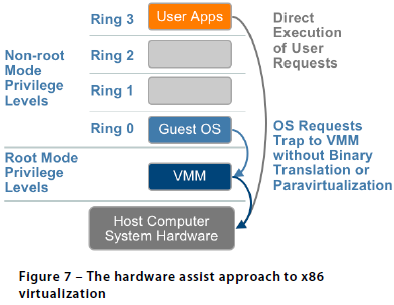 Ring 3
User Apps
Direct
Execution
of User
Requests
Non-root
Mode
Privilege
Levels
Ring 2
Ring 1
Ring 0
Guest OS
OS Requests
Trap to VMM
without Binary
Translation or
Paravirtualization
Root Mode
Privilege
Levels
VMM
Host Computer
System Hardware
Figure 7 – The hardware assist approach to x86
virtualization